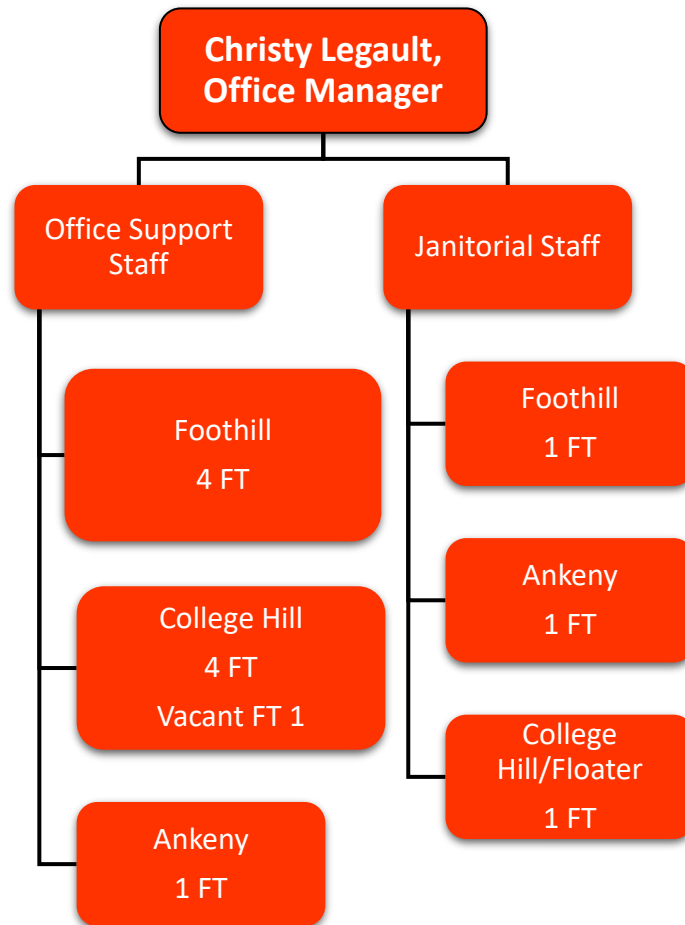 Christy Legault,
Office Manager
Office Support
Staff
Foothill
4 FT
College Hill
4 FT
Vacant FT 1
Ankeny
1 FT
Janitorial Staff
Foothill
1 FT
Ankeny
1 FT
College
Hill/Floater
1 FT